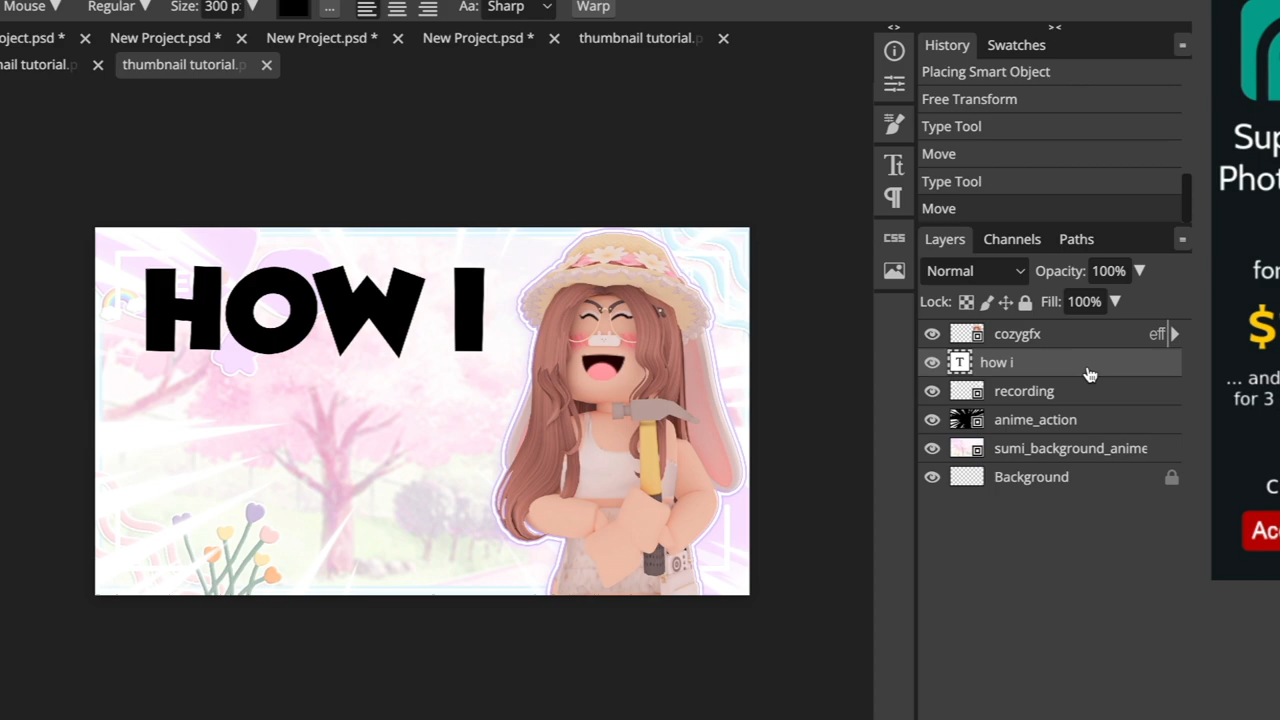 Mouse Regular Size: 300 p ... Aa: Sharp Warp
oject.psd * New Project.psd * New Project.psd * New Project.psd * thumbnail tutorial.p
nail tutorial.p thumbnail tutorial.p
History Swatches
Placing Smart Object
Free Transform
Type Tool
Move
Type Tool
Move
Layers Channels Paths
Normal Opacity: 100%
Lock: Fill: 100%
cozygfx eff
how i
recording
anime_action
sumi_background_anime
Background
CSS
HOW I
Sup
Phot
for
$
... and
for 3
c
Acc